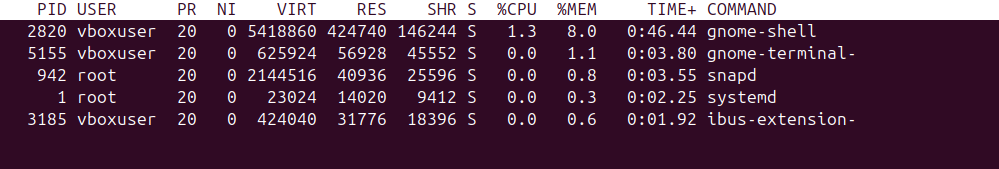 PID USER PR NI VIRT RES SHR S %CPU %MEM TIME+ COMMAND
2820 vboxuser 20 0 5418860 424740 146244 S 1.3 8.0 0:46.44 gnome-shell
5155 vboxuser 20 0 625924 56928 45552 S 0.0 1.1 0:03.80 gnome-terminal-
942 root 20 0 2144516 40936 25596 S 0.0 0.8 0:03.55 snapd
1 root 20 0 23024 14020 9412 S 0.0 0.3 0:02.25 systemd
3185 vboxuser 20 0 424040 31776 18396 S 0.0 0.6 0:01.92 ibus-extension-